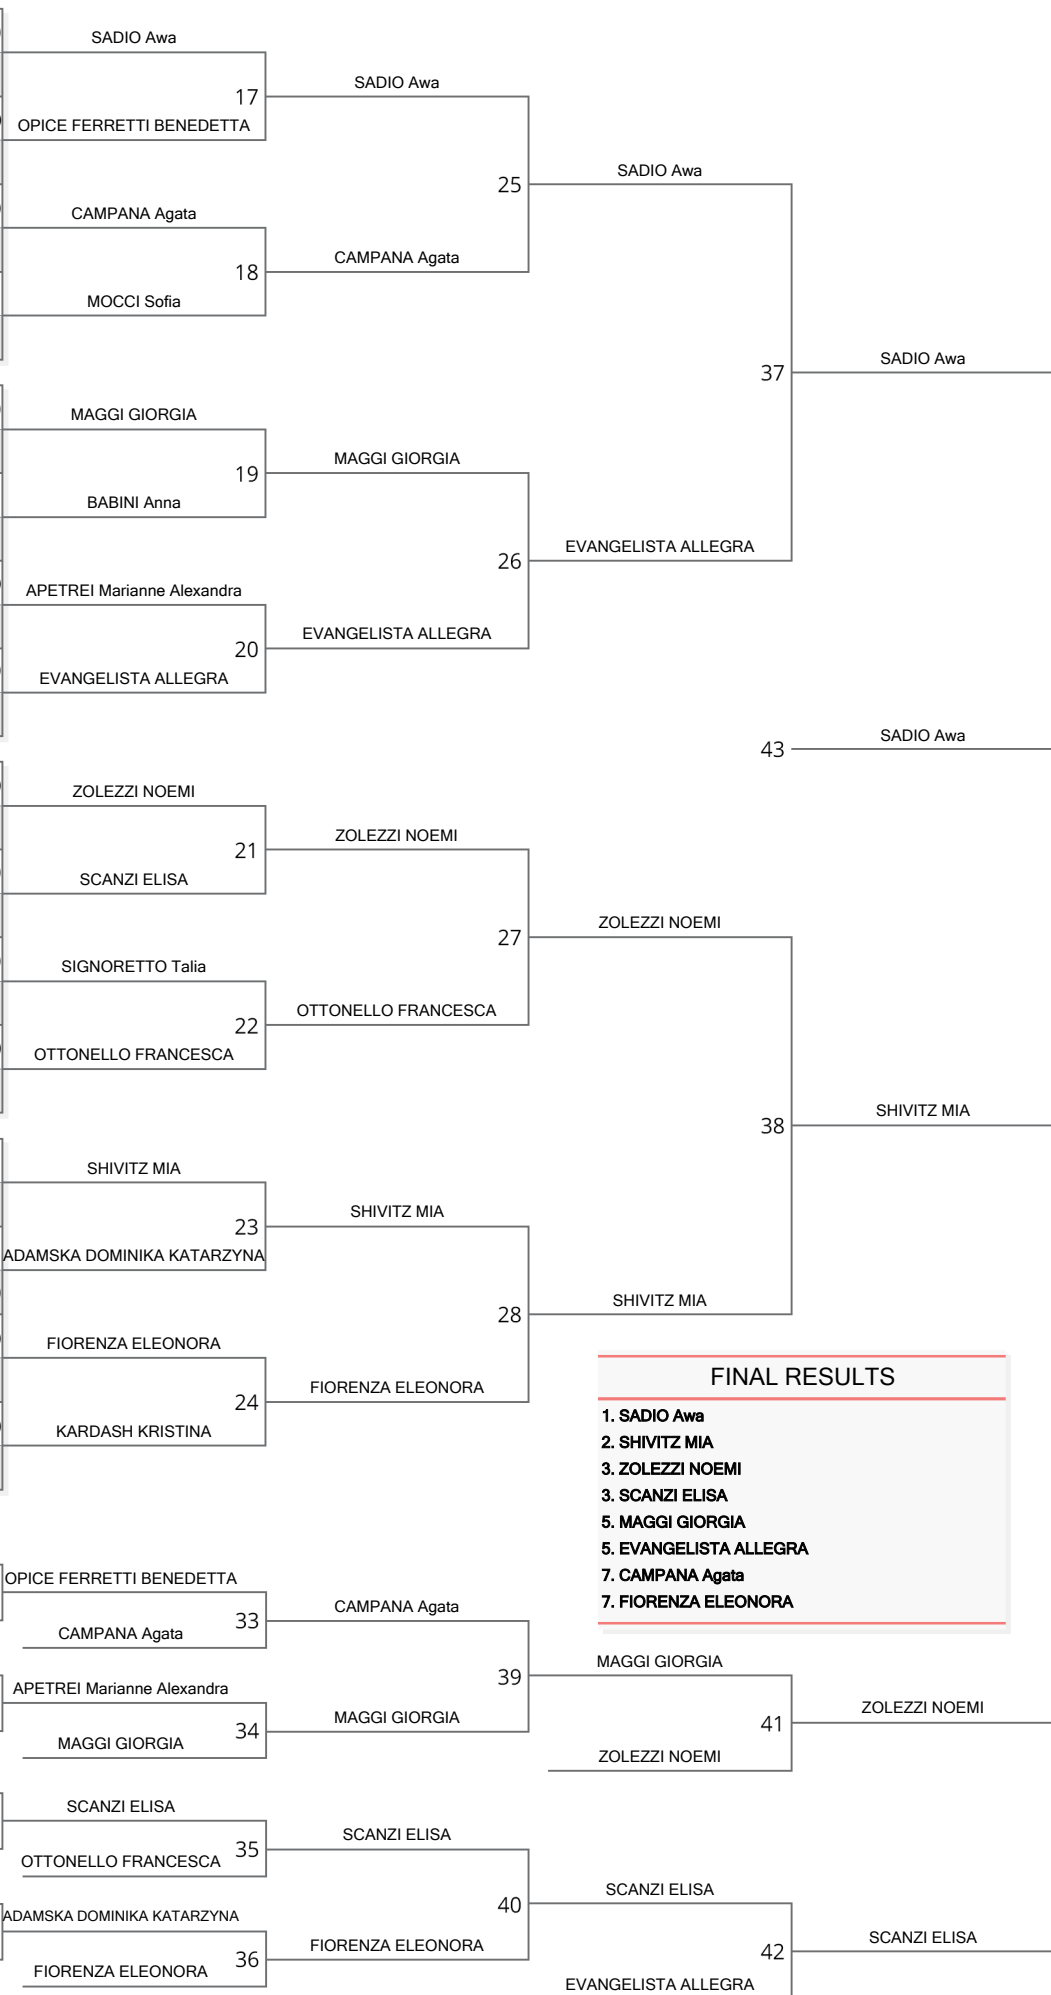 SADIO Awa
SADIO Awa
17
OPICE FERRETTI BENEDETTA
SADIO Awa
25
CAMPANA Agata
CAMPANA Agata
18
MOCCI Sofia
SADIO Awa
37
MAGGI GIORGIA
MAGGI GIORGIA
19
BABINI Anna
EVANGELISTA ALLEGRA
26
APETREI Marianne Alexandra
EVANGELISTA ALLEGRA
20
EVANGELISTA ALLEGRA
SADIO Awa
43
ZOLEZZI NOEMI
ZOLEZZI NOEMI
21
SCANZI ELISA
ZOLEZZI NOEMI
27
SIGNORETTO Talia
OTTONELLO FRANCESCA
22
OTTONELLO FRANCESCA
SHIVITZ MIA
38
SHIVITZ MIA
SHIVITZ MIA
23
ADAMSKA DOMINIKA KATARZYNA
SHIVITZ MIA
28
FIORENZA ELEONORA
FIORENZA ELEONORA
24
KARDASH KRISTINA
FINAL RESULTS
1. SADIO Awa
2. SHIVITZ MIA
3. ZOLEZZI NOEMI
3. SCANZI ELISA
5. MAGGI GIORGIA
5. EVANGELISTA ALLEGRA
7. CAMPANA Agata
7. FIORENZA ELEONORA
OPICE FERRETTI BENEDETTA
CAMPANA Agata
33
CAMPANA Agata
MAGGI GIORGIA
39
APETREI Marianne Alexandra
MAGGI GIORGIA
34
MAGGI GIORGIA
ZOLEZZI NOEMI
41
ZOLEZZI NOEMI
SCANZI ELISA
SCANZI ELISA
35
OTTONELLO FRANCESCA
SCANZI ELISA
40
ADAMSKA DOMINIKA KATARZYNA
FIORENZA ELEONORA
36
FIORENZA ELEONORA
SCANZI ELISA
42
EVANGELISTA ALLEGRA